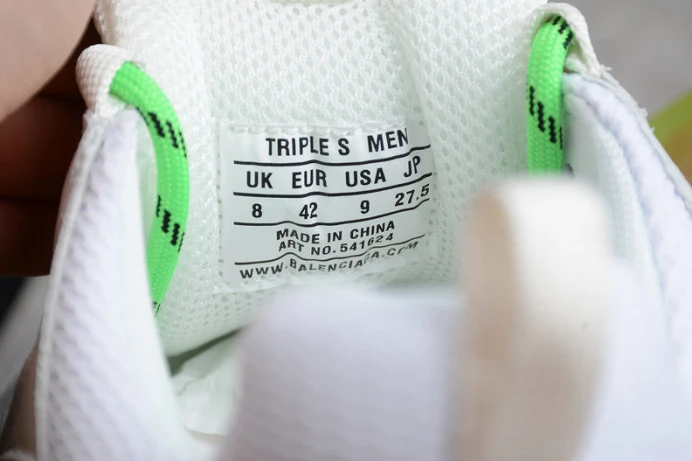 TRIPLE S MEN
UK EUR USA JP
8 42 9 27.5
MADE IN CHINA
ART NO.541624
WWW.BALENCIAGA.COM